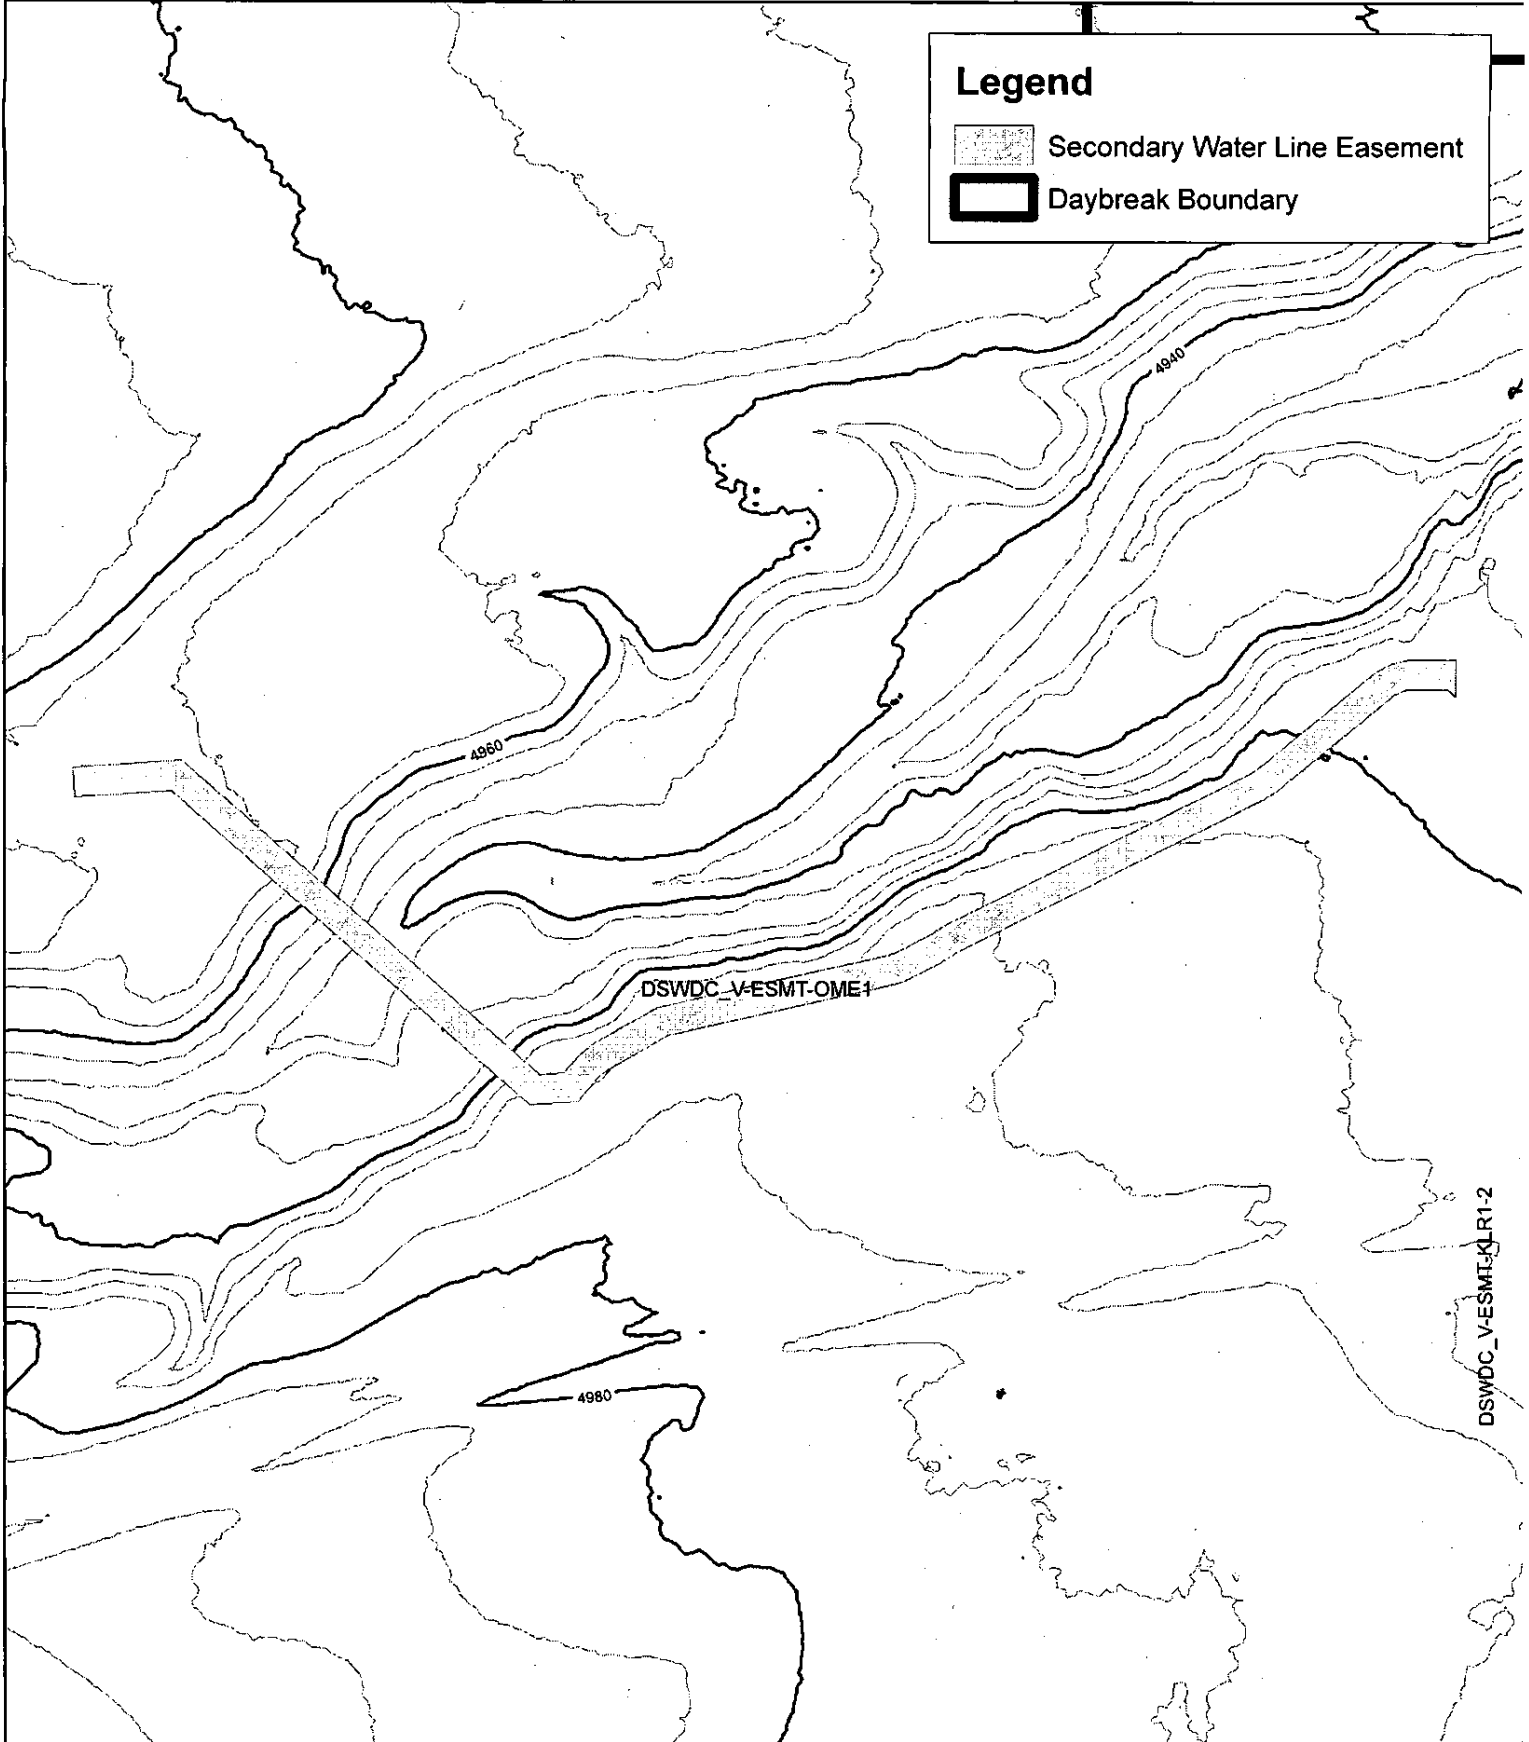 Legend
Secondary Water Line Easement
Daybreak Boundary
4940
4960
DSWDC_V-ESMT-OME1
DSWDC_V-ESMT-KLR1-2
4980